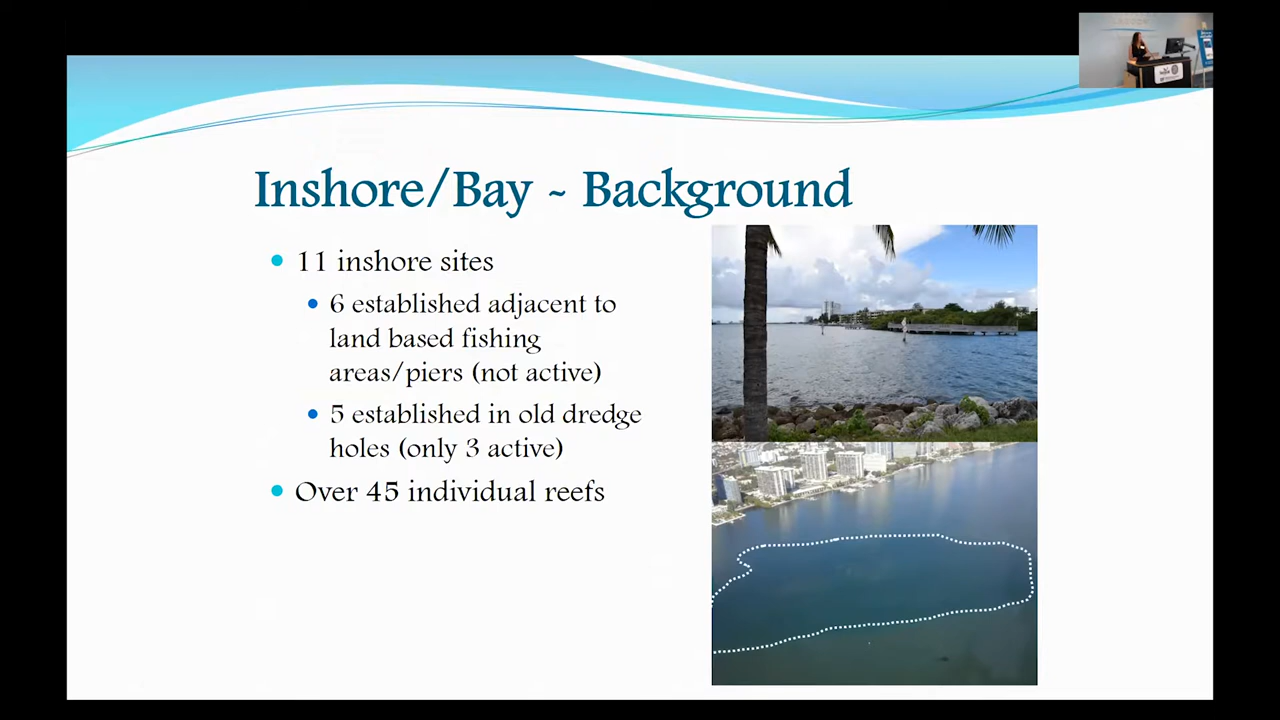 Inshore/Bay ~ Background
11 inshore sites
6 established adjacent to
land based fishing
areas/piers (not active)
5 established in old dredge
holes (only 3 active)
Over 45 individual reefs